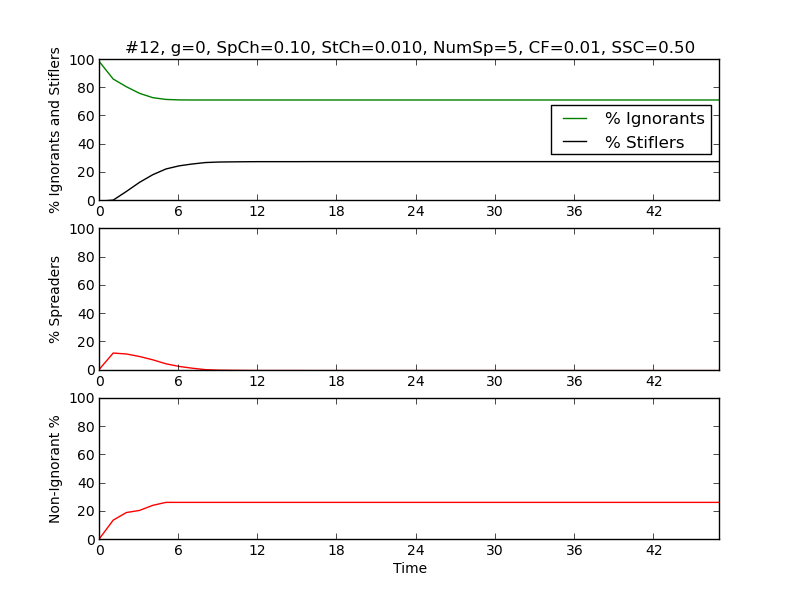 #12, g=0, SpCh=0.10, StCh=0.010, NumSp=5, CF=0.01, SSC=0.50
% Ignorants and Stiflers
100
80
60
40
20
0
% Ignorants
% Stiflers
0 6 12 18 24 30 36 42
% Spreaders
100
80
60
40
20
0
0 6 12 18 24 30 36 42
Non-Ignorant %
100
80
60
40
20
0
0 6 12 18 24 30 36 42
Time